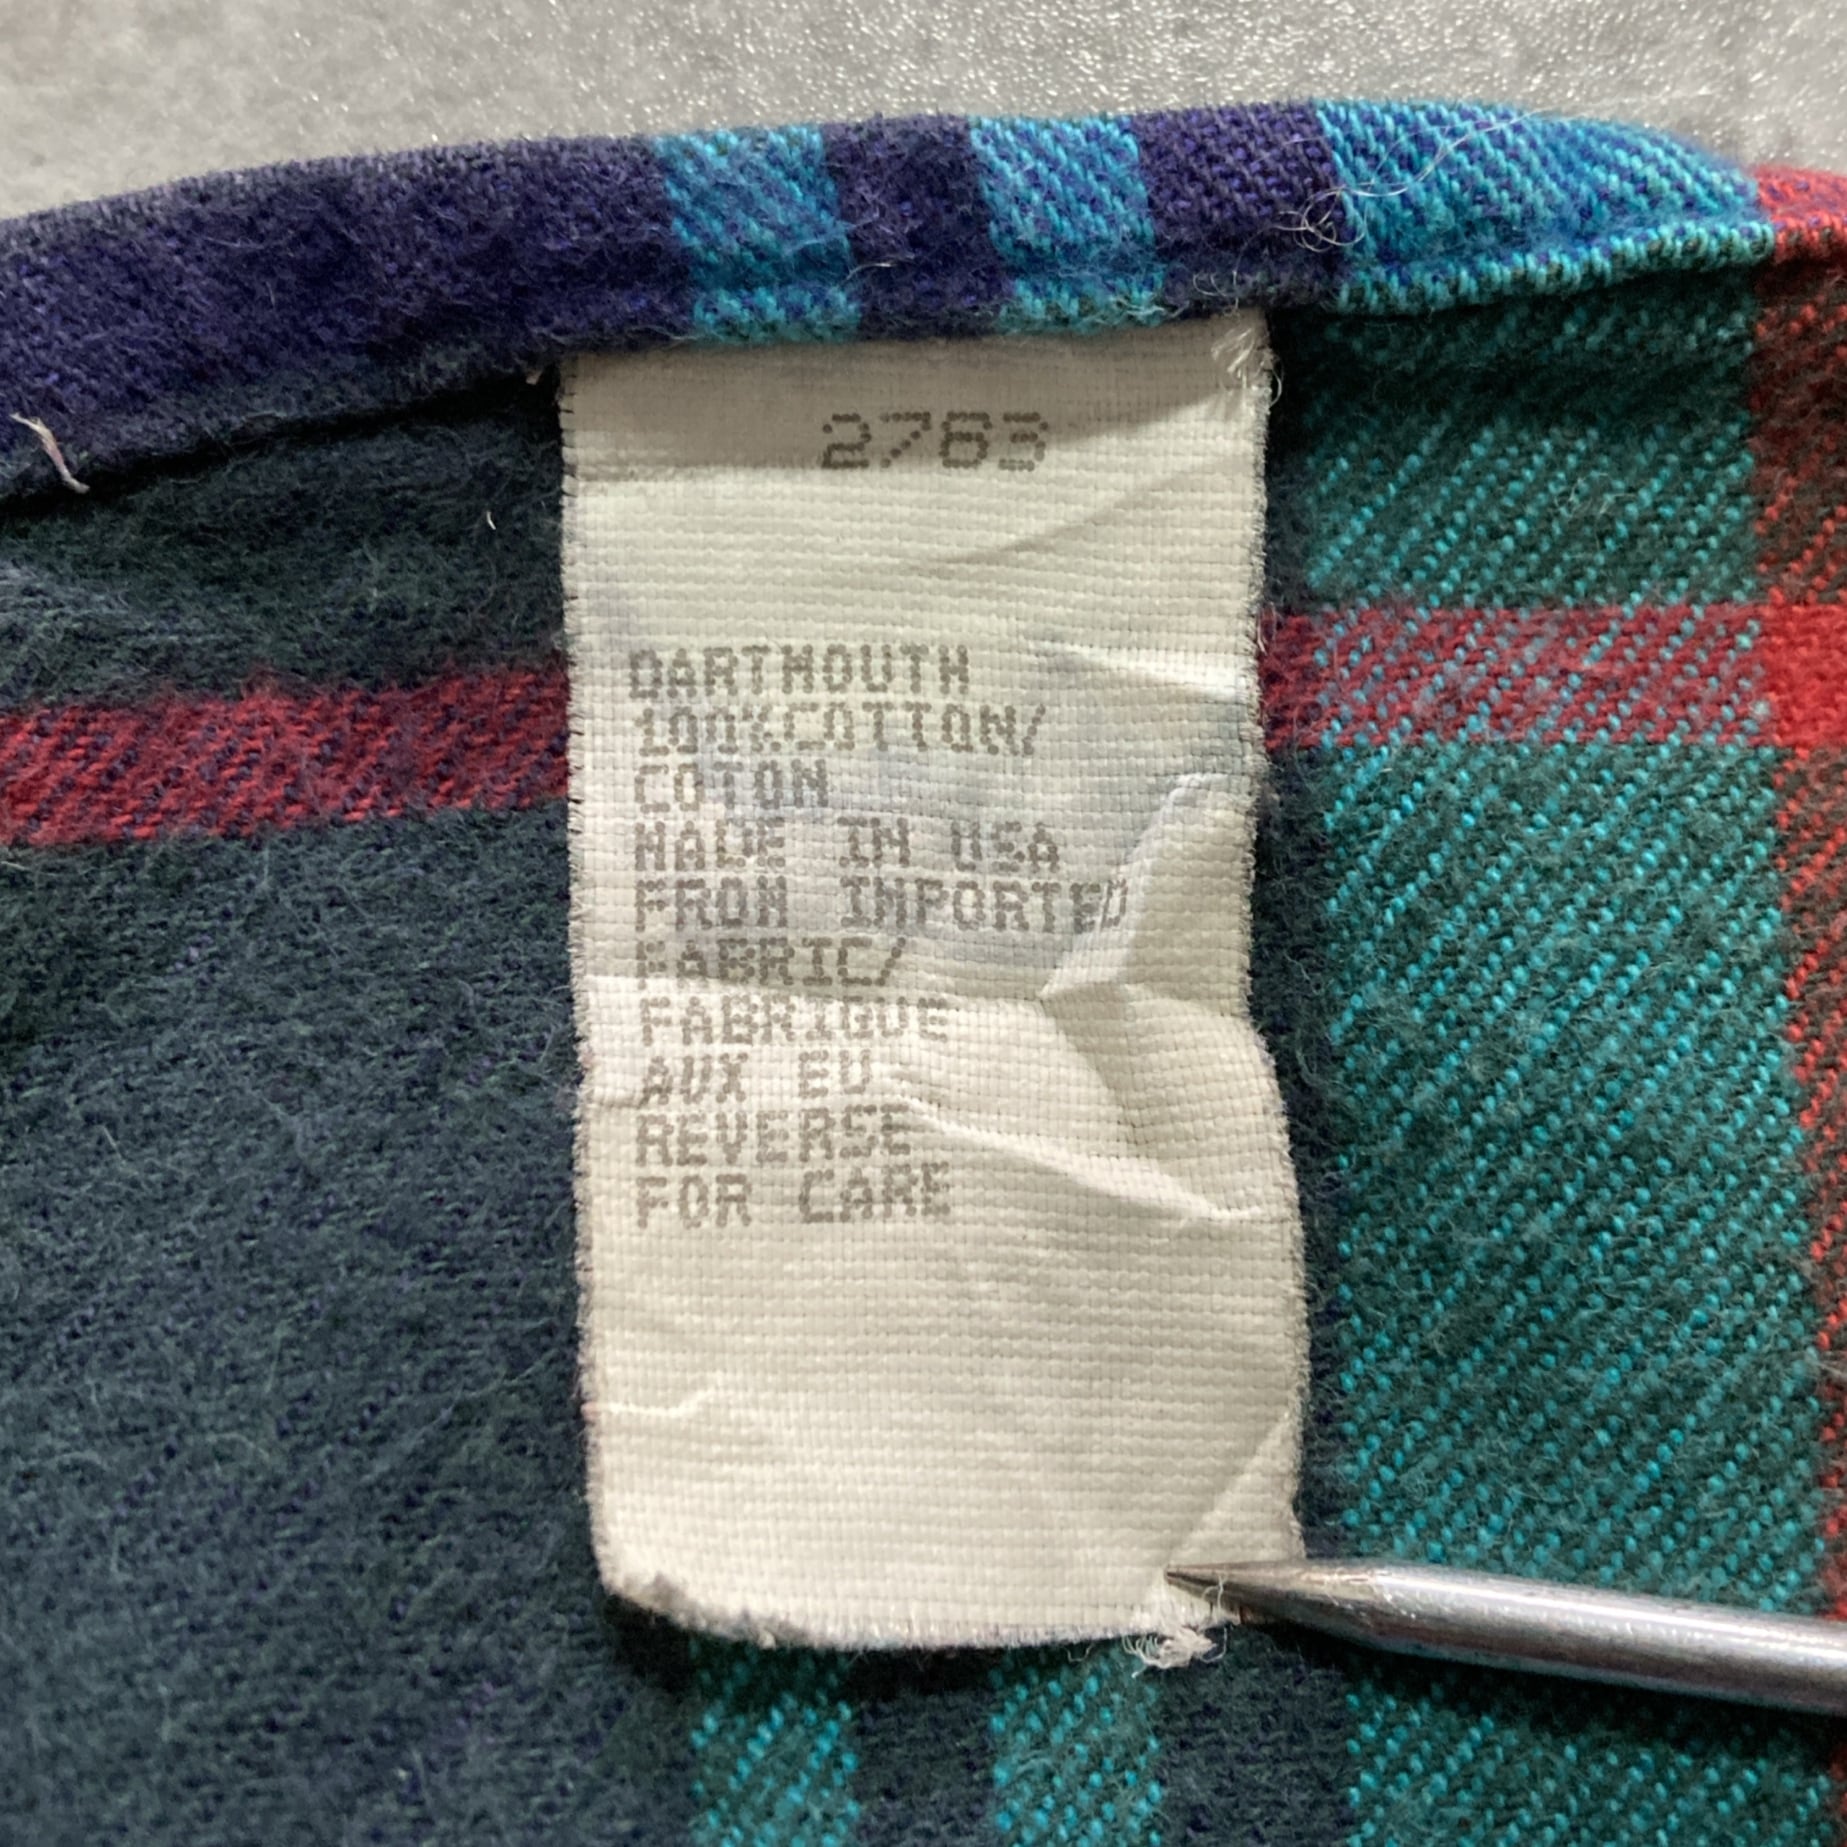 2763
DARTMOUTH
100%COTTON/
COTON
MADE IN USA
FROM IMPORTED
FABRIC/
FABRIQUE
AUX EU
REVERSE
FOR CARE